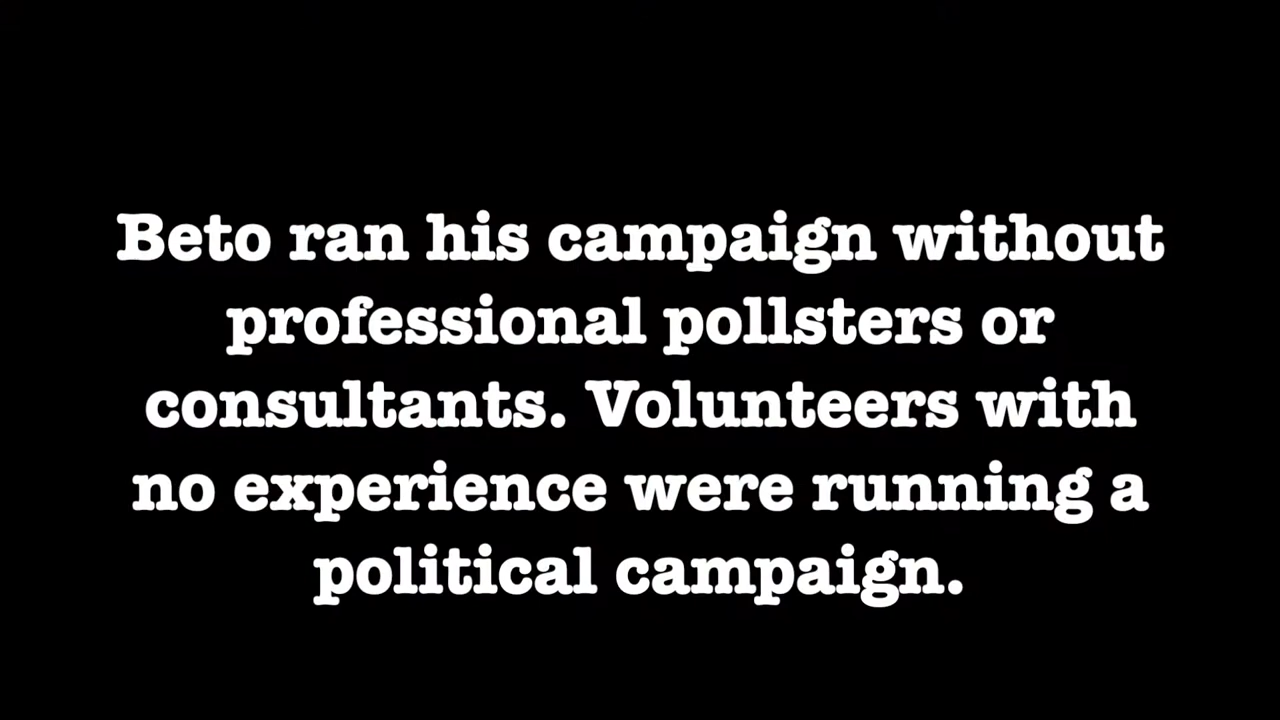 Beto ran his campaign without
professional pollsters or
consultants. Volunteers with
no experience were running a
political campaign.